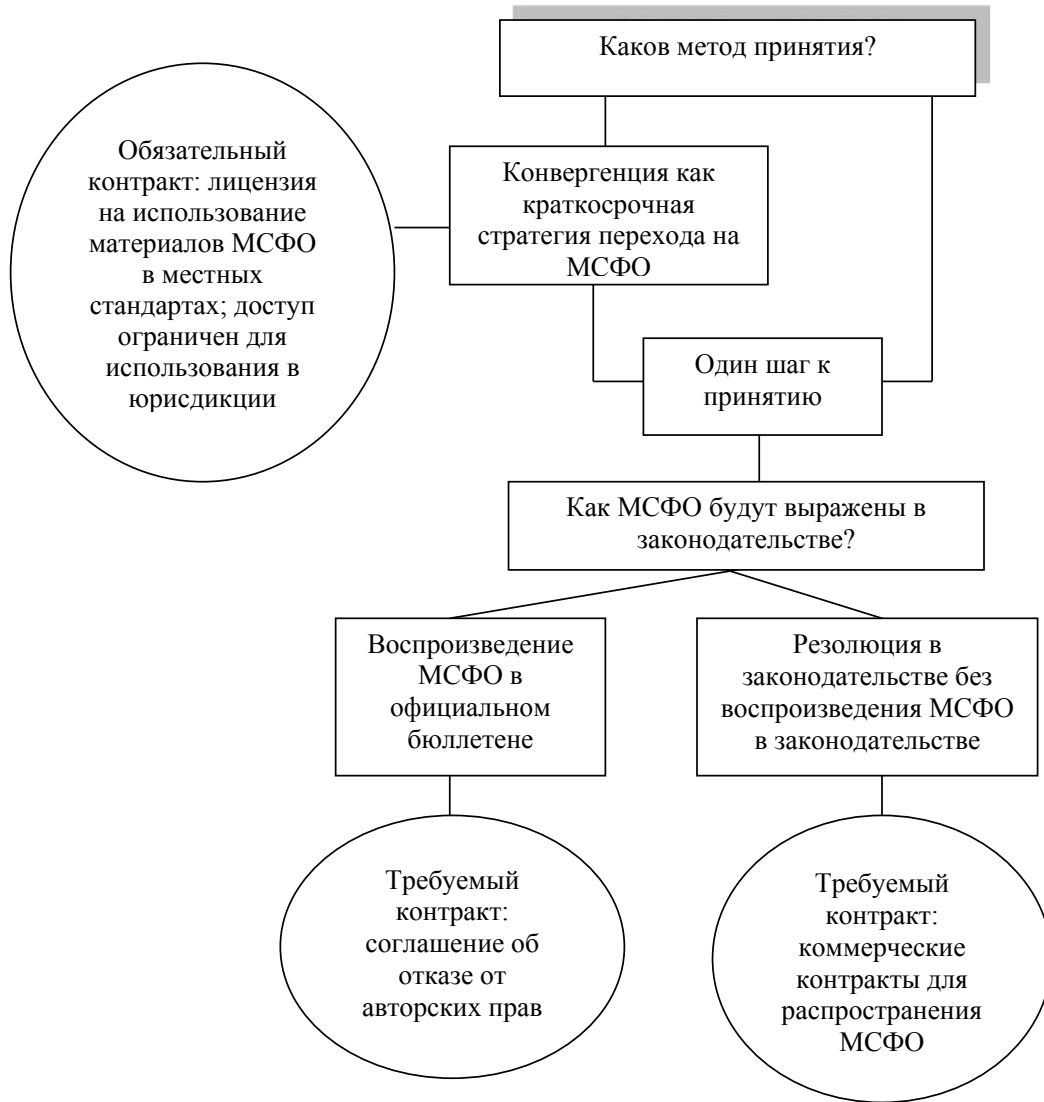 Каков метод принятия?
Обязательный
контракт: лицензия
на использование
материалов МСФО
в местных
стандартах; доступ
ограничен для
использования в
юрисдикции
Конвергенция как
краткосрочная
стратегия перехода на
МСФО
Один шаг к
принятию
Как МСФО будут выражены в
законодательстве?
Воспроизведение
МСФО в
официальном
бюллетене
Резолюция в
законодательстве без
воспроизведения МСФО
в законодательстве
Требуемый
контракт:
соглашение об
отказе от
авторских прав
Требуемый
контракт:
коммерческие
контракты для
распространения
МСФО